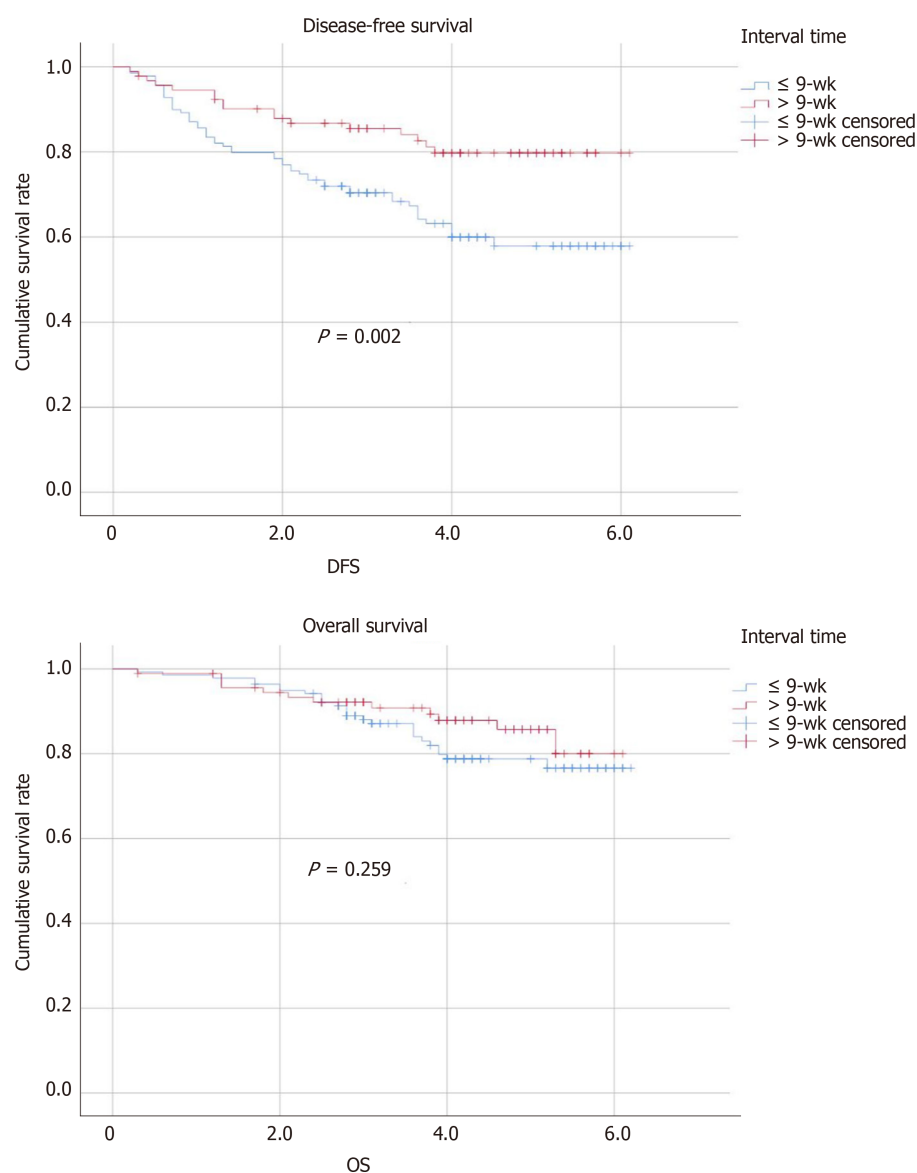 Disease-free survival
Interval time
≤ 9-wk
> 9-wk
≤ 9-wk censored
> 9-wk censored
Cumulative survival rate
1.0
0.8
0.6
0.4
0.2
0.0
P = 0.002
0 2.0 4.0 6.0
DFS
Overall survival
Interval time
≤ 9-wk
> 9-wk
≤ 9-wk censored
> 9-wk censored
Cumulative survival rate
1.0
0.8
0.6
0.4
0.2
0.0
P = 0.259
0 2.0 4.0 6.0
OS